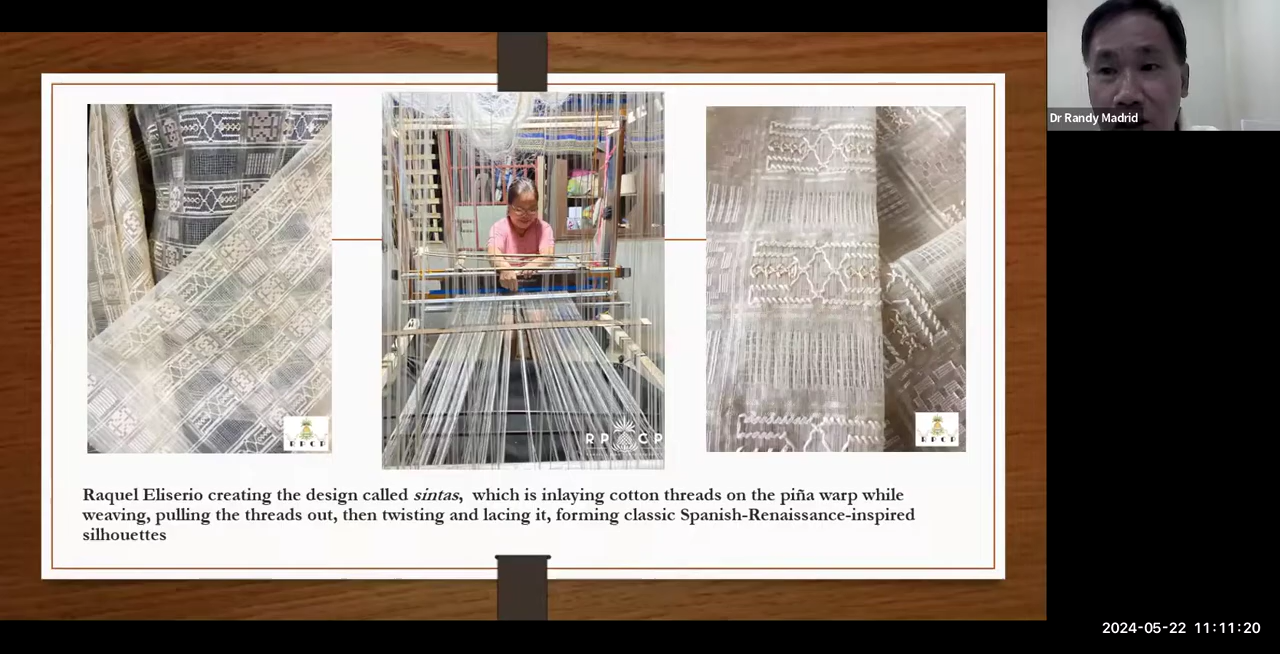 Dr Randy Madrid
RPCP
RPCP
RPCP
Raquel Eliserio creating the design called sintas,  which is inlaying cotton threads on the piña warp while
weaving, pulling the threads out, then twisting and lacing it, forming classic Spanish-Renaissance-inspired
silhouettes
2024-05-22 11:11:20